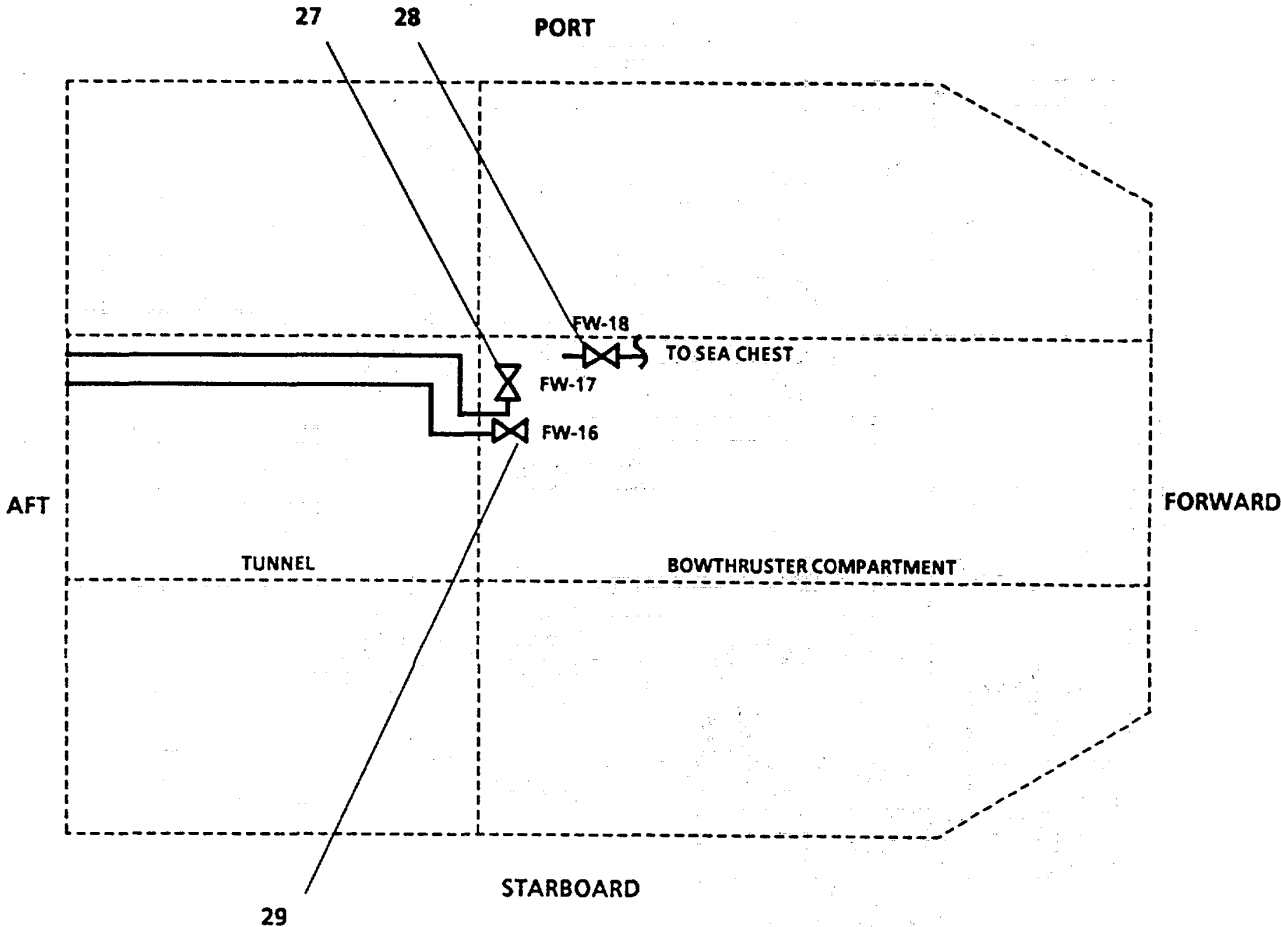 27
28
PORT
FW-18
TO SEA CHEST
FW-17
FW-16
AFT
FORWARD
TUNNEL
BOWTHRUSTER COMPARTMENT
STARBOARD
29